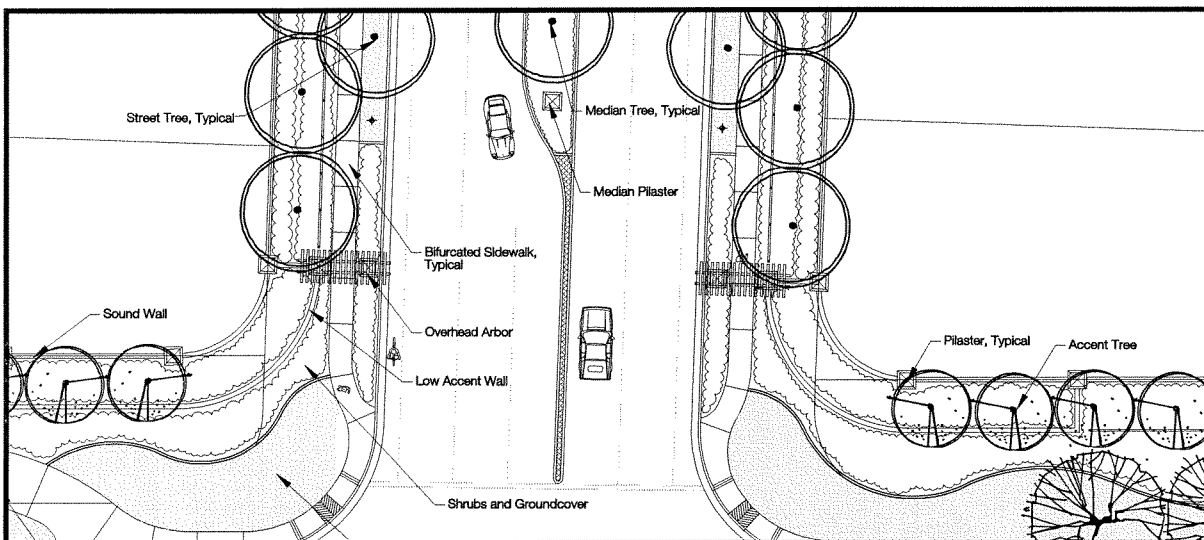 Street Tree, Typical
Median Tree, Typical
Median Pilaster
Bifurcated Sidewalk,
Typical
Sound Wall
Overhead Arbor
Pilaster, Typical
Accent Tree
Low Accent Wall
Shrubs and Groundcover